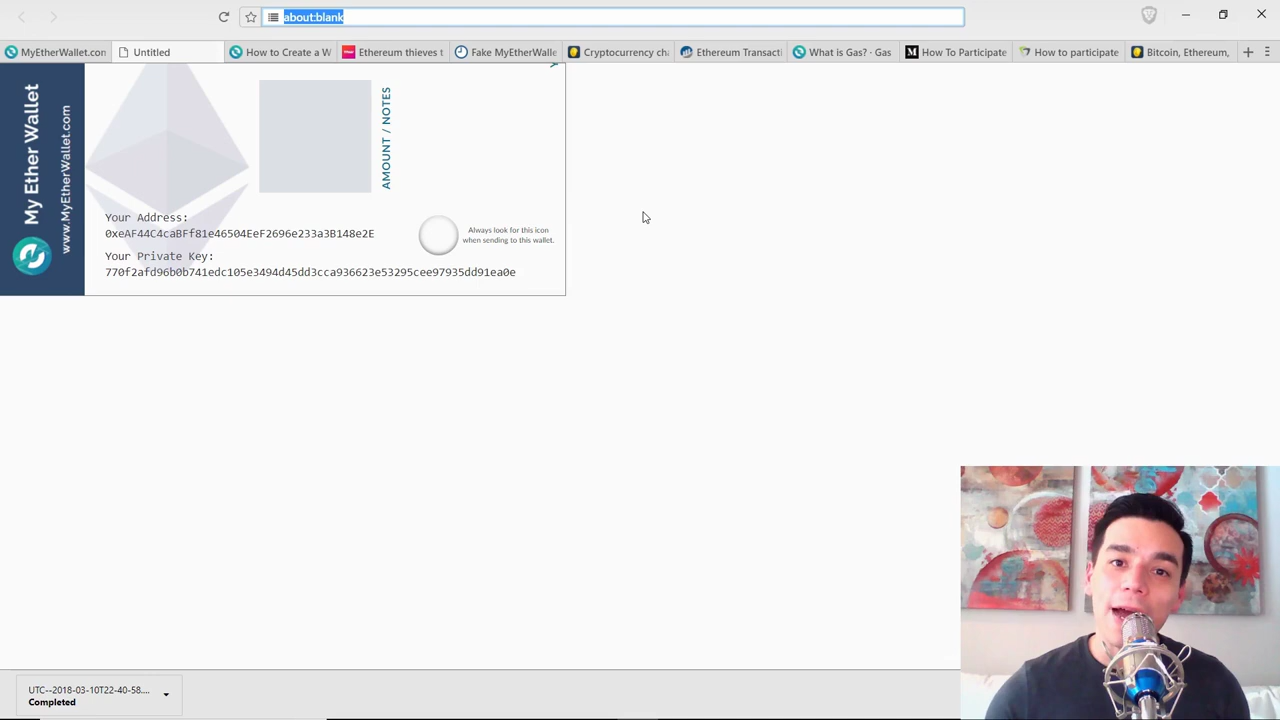 about:blank
MyEtherWallet.con
Untitled
How to Create a W
Ethereum thieves t
Fake MyEtherWalle
Cryptocurrency cha
Ethereum Transacti
What is Gas? · Gas
How To Participate
How to participate
Bitcoin, Ethereum,
My Ether Wallet
www.MyEtherWallet.com
AMOUNT / NOTES
Your Address:
0xeAF44C4caBFf81e46504EeF2696e233a3B148e2E
Always look for this icon
when sending to this wallet.
Your Private Key:
770f2afd96b0b741edc105e3494d45dd3cca936623e53295cee97935dd91ea0e
UTC--2018-03-10T22-40-58....
Completed